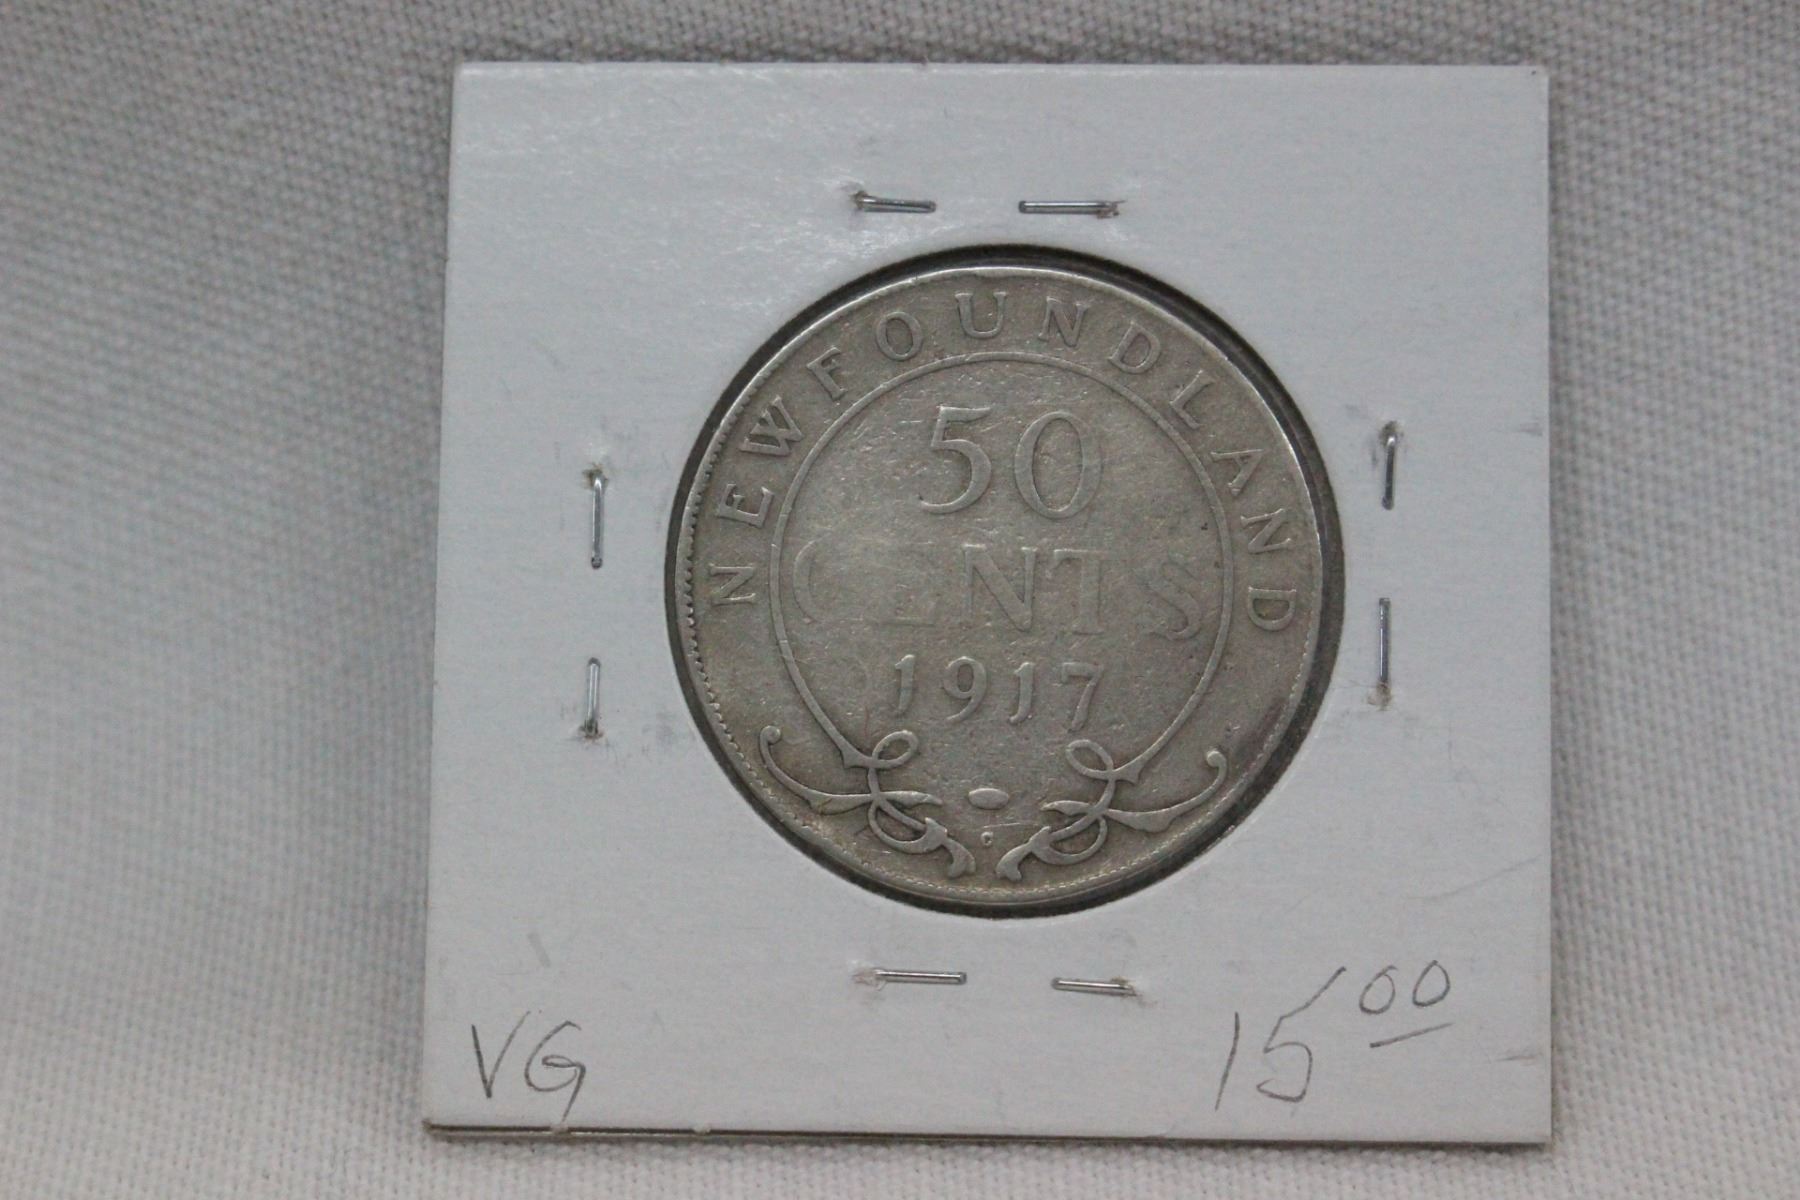 NEWFOUNDLAND
50
CENTS
1917
C
VG
15.00